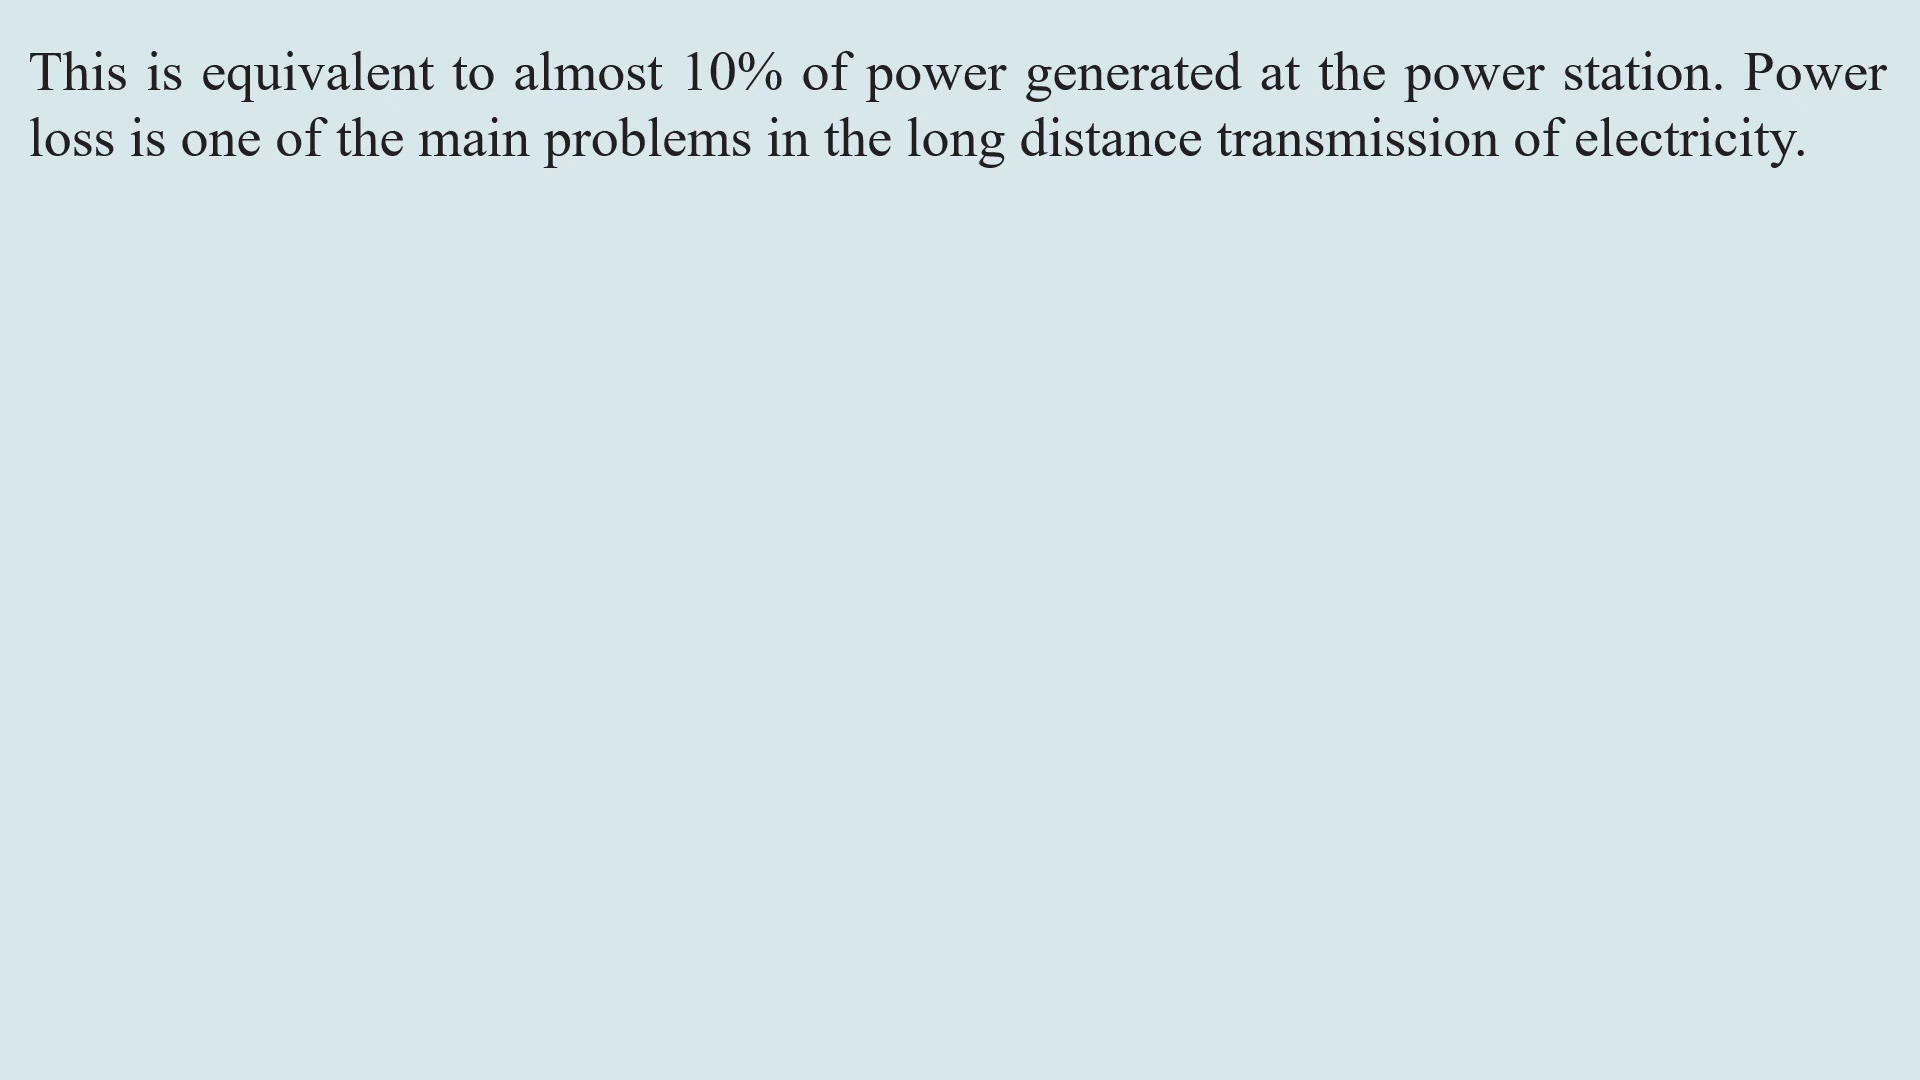 This is equivalent to almost 10% of power generated at the power station. Power
loss is one of the main problems in the long distance transmission of electricity.